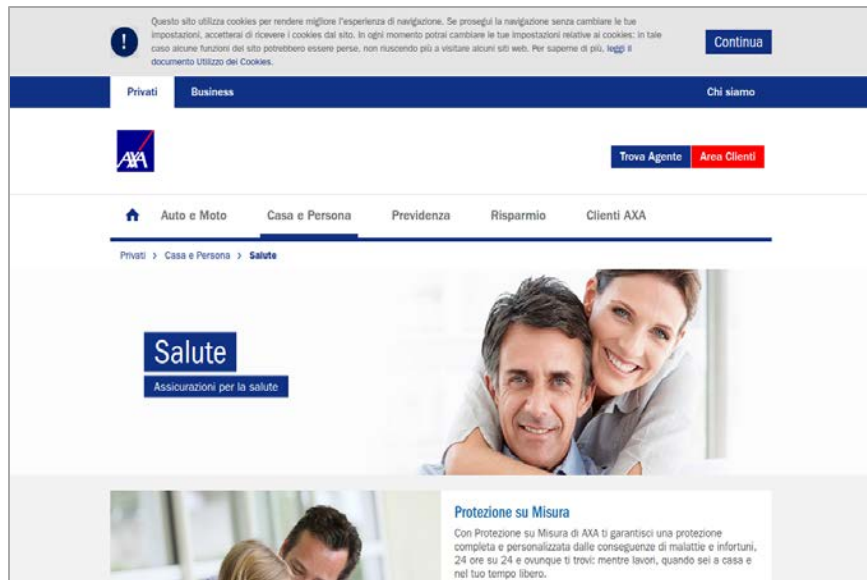 Questo sito utilizza cookies per rendere migliore l'esperienza di navigazione. Se prosegui la navigazione senza cambiare le tue
impostazioni, accetterai di ricevere i cookies dal sito. In ogni momento potrai cambiare le tue impostazioni relative ai cookies: in tale
caso alcune funzioni del sito potrebbero essere perse, non riuscendo più a visitare alcuni siti web. Per saperne di più, leggi il
documento Utilizzo dei Cookies.
Continua
Privati Business Chi siamo
AXA
Trova Agente Area Clienti
Auto e Moto Casa e Persona Previdenza Risparmio Clienti AXA
Privati > Casa e Persona > Salute
Salute
Assicurazioni per la salute
Protezione su Misura
Con Protezione su Misura di AXA ti garantisci una protezione
completa e personalizzata dalle conseguenze di malattie e infortuni,
24 ore su 24 e ovunque ti trovi: mentre lavori, quando sei a casa e
nel tuo tempo libero.